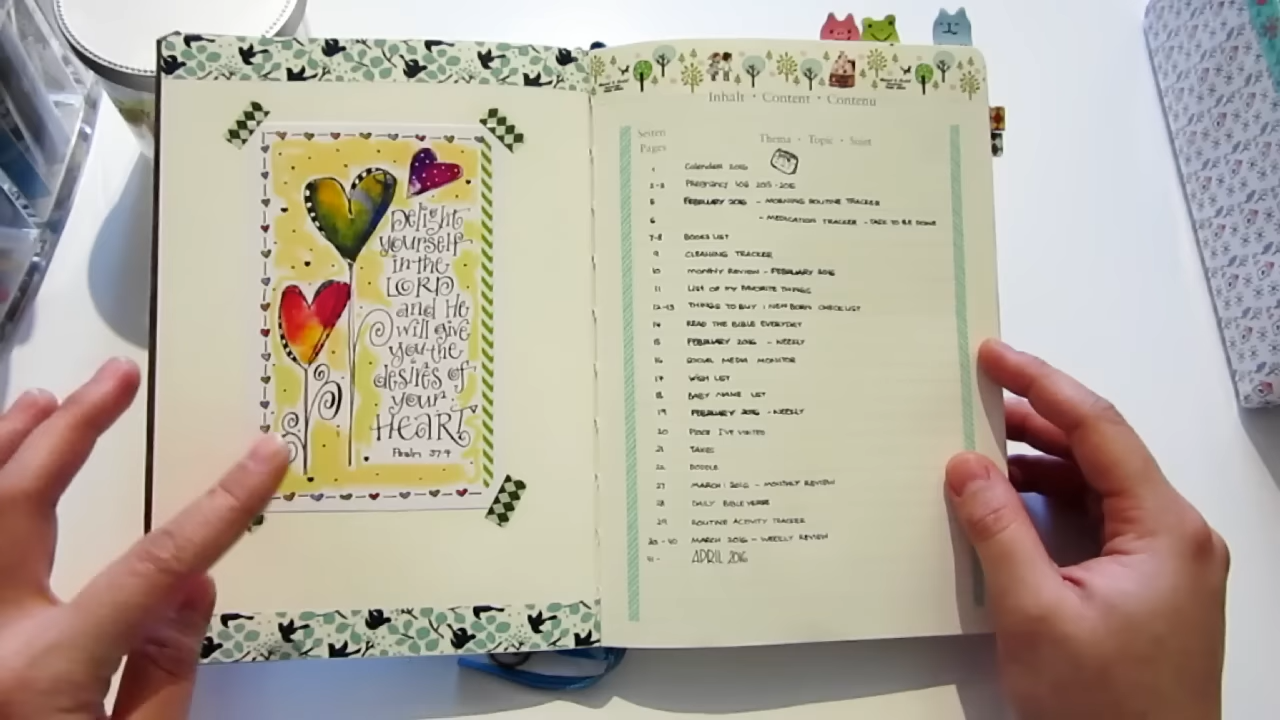 Delight
yourself
in the
LORD
and He
will give
you the
desires of
your
HEART
Psalm 37:4
Inhalt • Content • Contenu
Seiten
Pages
Thema • Topic • Sujet
1 Calendar 2016
2-3 Pregnancy log 2015-2016
5 FEBRUARY 2016 - MORNING ROUTINE TRACKER
6 - MEDICATION TRACKER - TASK TO BE DONE
7-8 BOOKS LIST
9 CLEANING TRACKER
10 monthly REVIEW - FEBRUARY 2016
11 LIST OF MY FAVORITE THINGS
12-13 THINGS TO BUY / NEW BORN CHECKLIST
14 READ THE BIBLE EVERYDAY
15 FEBRUARY 2016 - WEEKLY
16 SOCIAL MEDIA MONITOR
17 WISH LIST
18 BABY NAME LIST
19 FEBRUARY 2016 - WEEKLY
20 PLACE I'VE VISITED
21 TAXES
22 DOODLE
27 MARCH 2016 - MONTHLY REVIEW
28 DAILY BIBLE VERSE
29 ROUTINE ACTIVITY TRACKER
30-40 MARCH 2016 - WEEKLY REVIEW
41- APRIL 2016